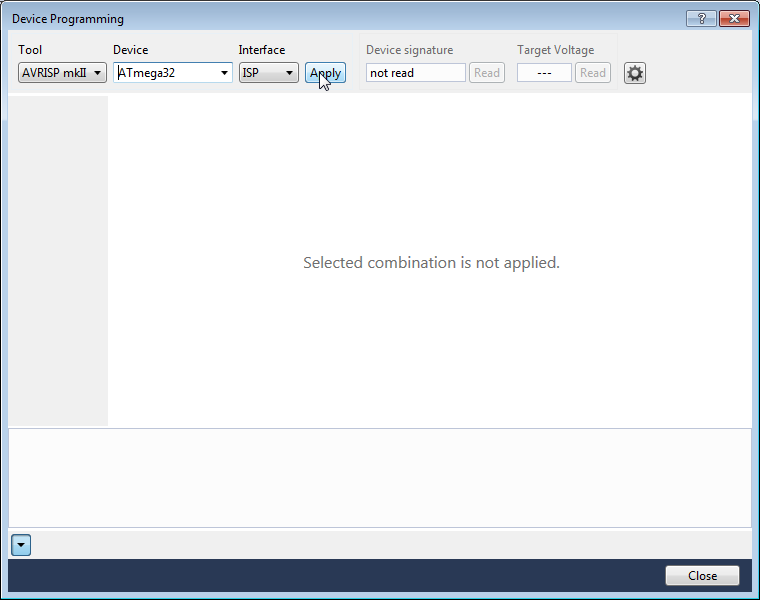 Device Programming
?
Tool Device Interface Device signature Target Voltage
AVRISP mkII ATmega32 ISP Apply not read Read --- Read
Selected combination is not applied.
Close